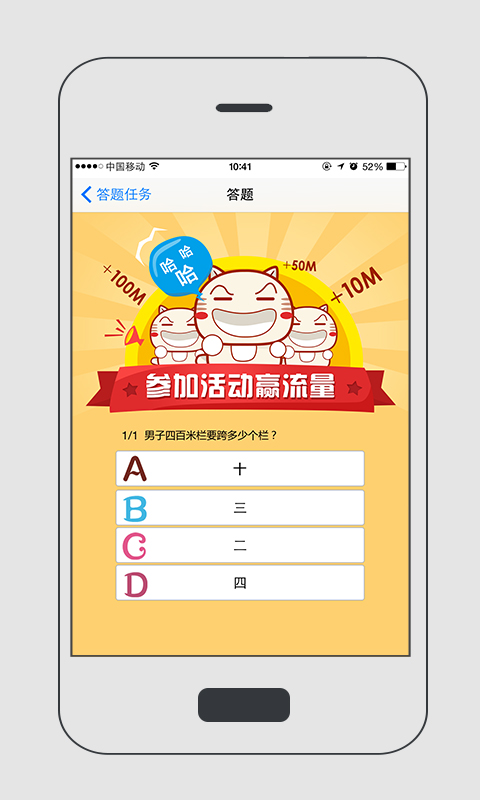 中国移动 10:41 52%
答题任务 答题
哈哈哈
+100M
+50M
+10M
参加活动赢流量
1/1 男子四百米栏要跨多少个栏？
A 十
B 三
C 二
D 四